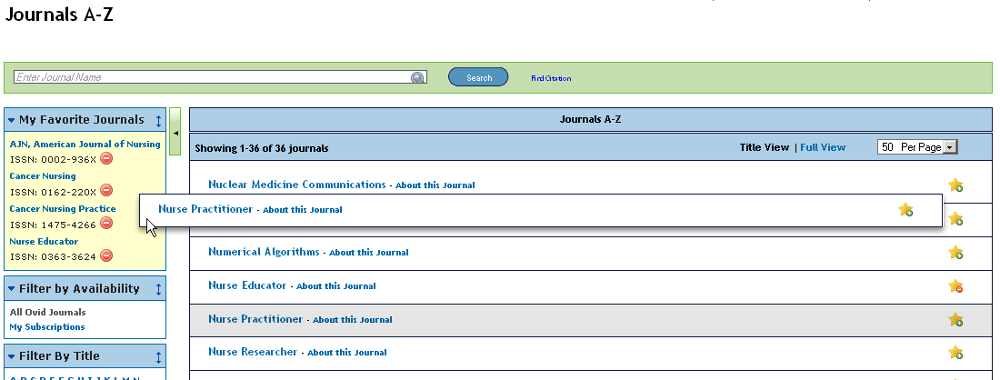 Journals A-Z
Enter Journal Name
Search
Find Citation
My Favorite Journals
AJN, American Journal of Nursing
ISSN: 0002-936X
Cancer Nursing
ISSN: 0162-220X
Cancer Nursing Practice
ISSN: 1475-4266
Nurse Educator
ISSN: 0363-3624
Filter by Availability
All Ovid Journals
My Subscriptions
Filter By Title
Journals A-Z
Showing 1-36 of 36 journals
Title View | Full View
50 Per Page
Nuclear Medicine Communications - About this Journal
Nurse Practitioner - About this Journal
Numerical Algorithms - About this Journal
Nurse Educator - About this Journal
Nurse Practitioner - About this Journal
Nurse Researcher - About this Journal